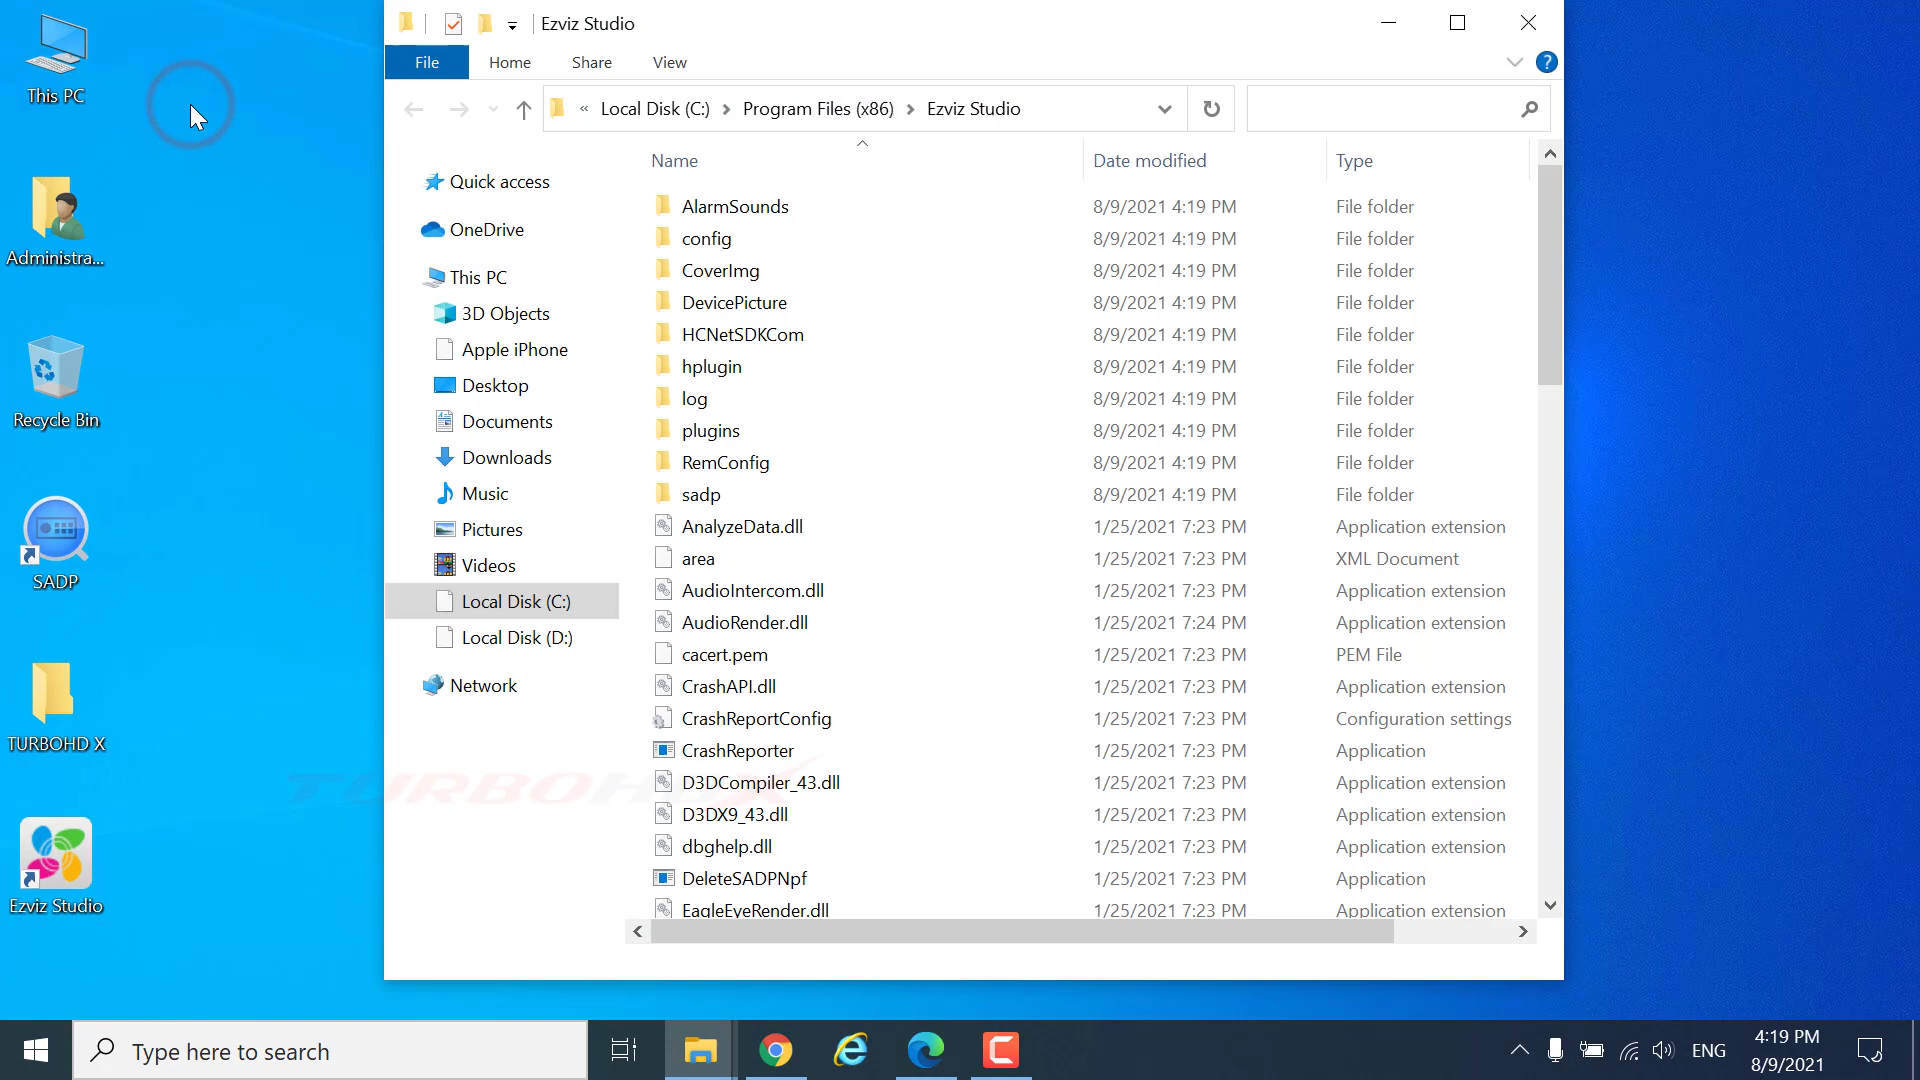 Ezviz Studio
File Home Share View
« Local Disk (C:) Program Files (x86) Ezviz Studio
Name Date modified Type
This PC
Administra...
Recycle Bin
SADP
TURBOHD X
Ezviz Studio
Quick access
OneDrive
This PC
3D Objects
Apple iPhone
Desktop
Documents
Downloads
Music
Pictures
Videos
Local Disk (C:)
Local Disk (D:)
Network
AlarmSounds 8/9/2021 4:19 PM File folder
config 8/9/2021 4:19 PM File folder
CoverImg 8/9/2021 4:19 PM File folder
DevicePicture 8/9/2021 4:19 PM File folder
HCNetSDKCom 8/9/2021 4:19 PM File folder
hplugin 8/9/2021 4:19 PM File folder
log 8/9/2021 4:19 PM File folder
plugins 8/9/2021 4:19 PM File folder
RemConfig 8/9/2021 4:19 PM File folder
sadp 8/9/2021 4:19 PM File folder
AnalyzeData.dll 1/25/2021 7:23 PM Application extension
area 1/25/2021 7:23 PM XML Document
AudioIntercom.dll 1/25/2021 7:23 PM Application extension
AudioRender.dll 1/25/2021 7:24 PM Application extension
cacert.pem 1/25/2021 7:23 PM PEM File
CrashAPI.dll 1/25/2021 7:23 PM Application extension
CrashReportConfig 1/25/2021 7:23 PM Configuration settings
CrashReporter 1/25/2021 7:23 PM Application
D3DCompiler_43.dll 1/25/2021 7:23 PM Application extension
D3DX9_43.dll 1/25/2021 7:23 PM Application extension
dbghelp.dll 1/25/2021 7:23 PM Application extension
DeleteSADPNpf 1/25/2021 7:23 PM Application
EagleEyeRender.dll 1/25/2021 7:23 PM Application extension
TURBOHDX
Type here to search
ENG
4:19 PM
8/9/2021